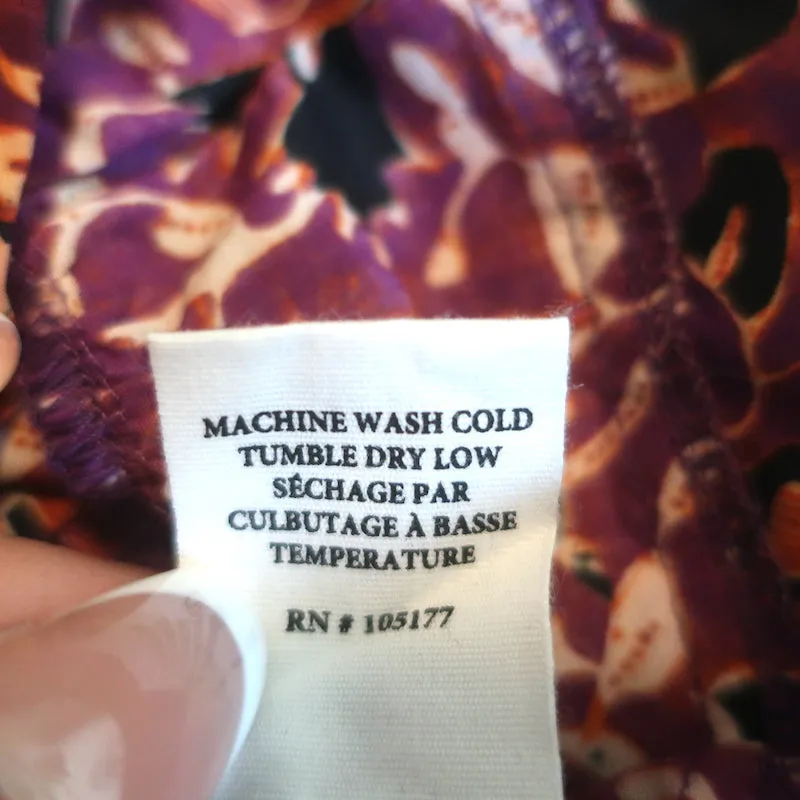 MACHINE WASH COLD
TUMBLE DRY LOW
SÉCHAGE PAR
CULBUTAGE À BASSE
TEMPERATURE
RN # 105177